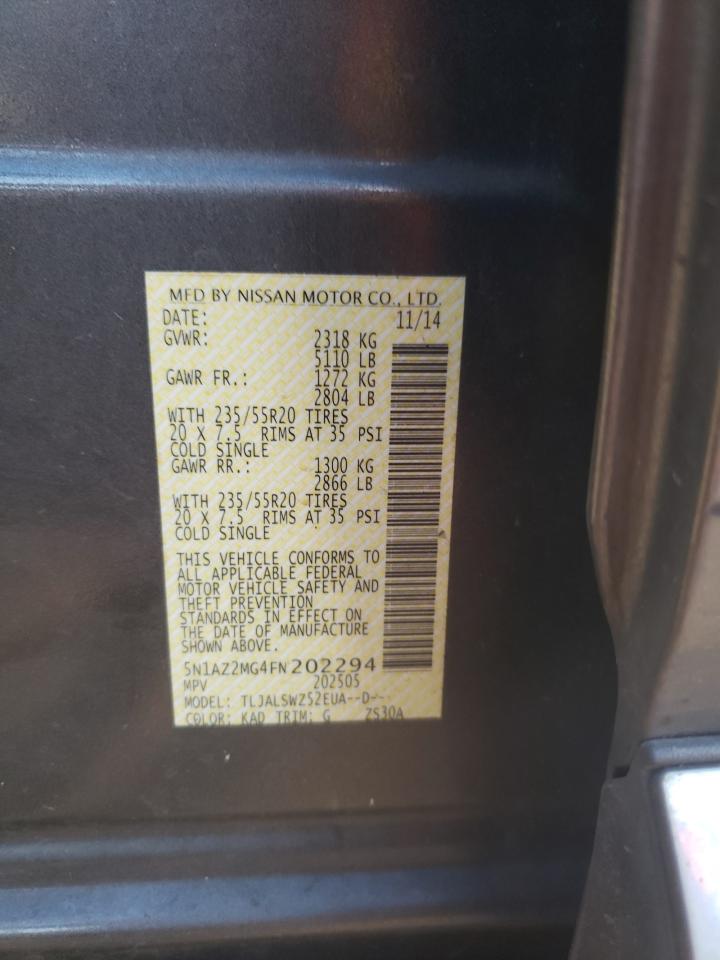 MFD BY NISSAN MOTOR CO., LTD.
DATE: 11/14
GVWR: 2318 KG
5110 LB
GAWR FR.: 1272 KG
2804 LB
WITH 235/55R20 TIRES
20 X 7.5 RIMS AT 35 PSI
COLD SINGLE
GAWR RR.: 1300 KG
2866 LB
WITH 235/55R20 TIRES
20 X 7.5 RIMS AT 35 PSI
COLD SINGLE
THIS VEHICLE CONFORMS TO
ALL APPLICABLE FEDERAL
MOTOR VEHICLE SAFETY AND
THEFT PREVENTION
STANDARDS IN EFFECT ON
THE DATE OF MANUFACTURE
SHOWN ABOVE.
5N1AZ2MG4FN202294
MPV 202505
MODEL: TLJALSWZ52EUA--D--
COLOR: KAD TRIM: G ZS30A